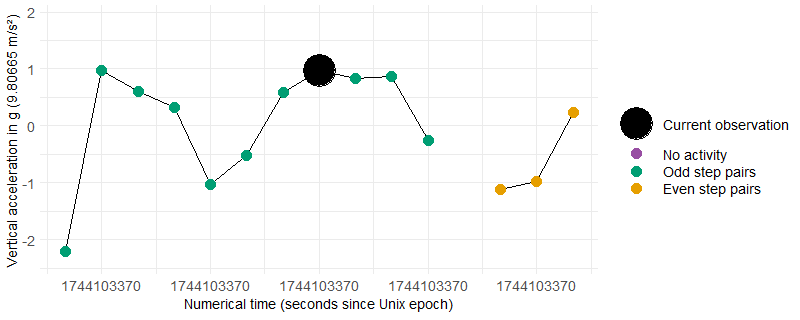 Vertical acceleration in g (9.80665 m/s²)
2
1
0
-1
-2
1744103370 1744103370 1744103370 1744103370 1744103370
Numerical time (seconds since Unix epoch)
Current observation
No activity
Odd step pairs
Even step pairs